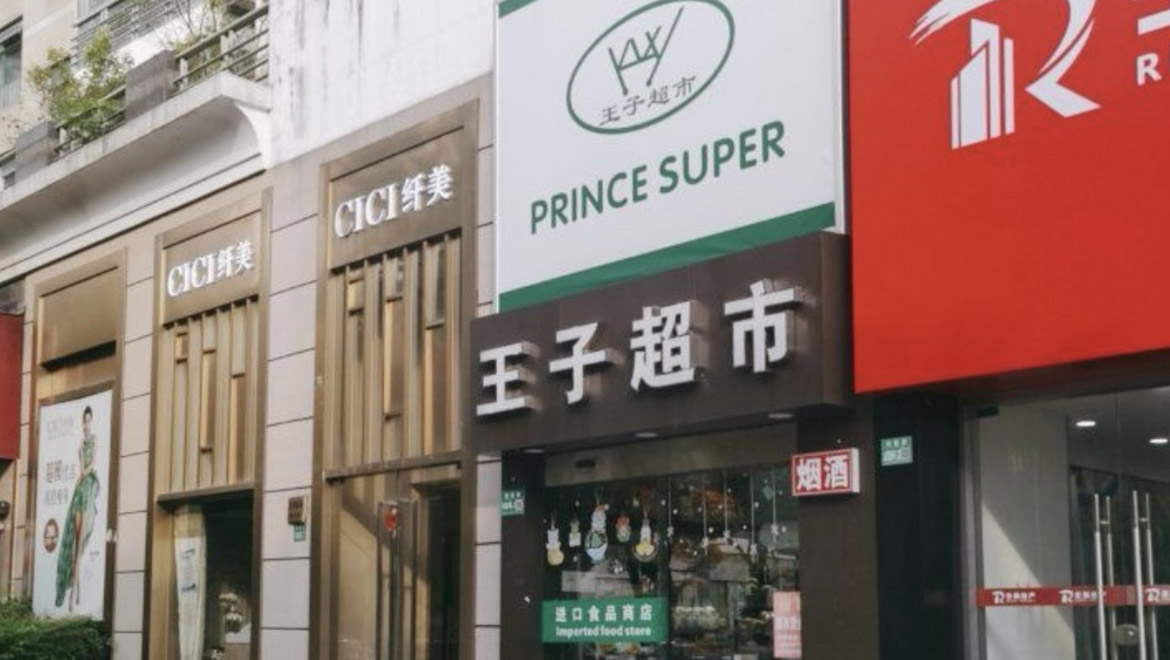 CICI纤美
CICI纤美
王子超市
PRINCE SUPER
王子超市
烟酒
进口食品商店
Imported food store
R